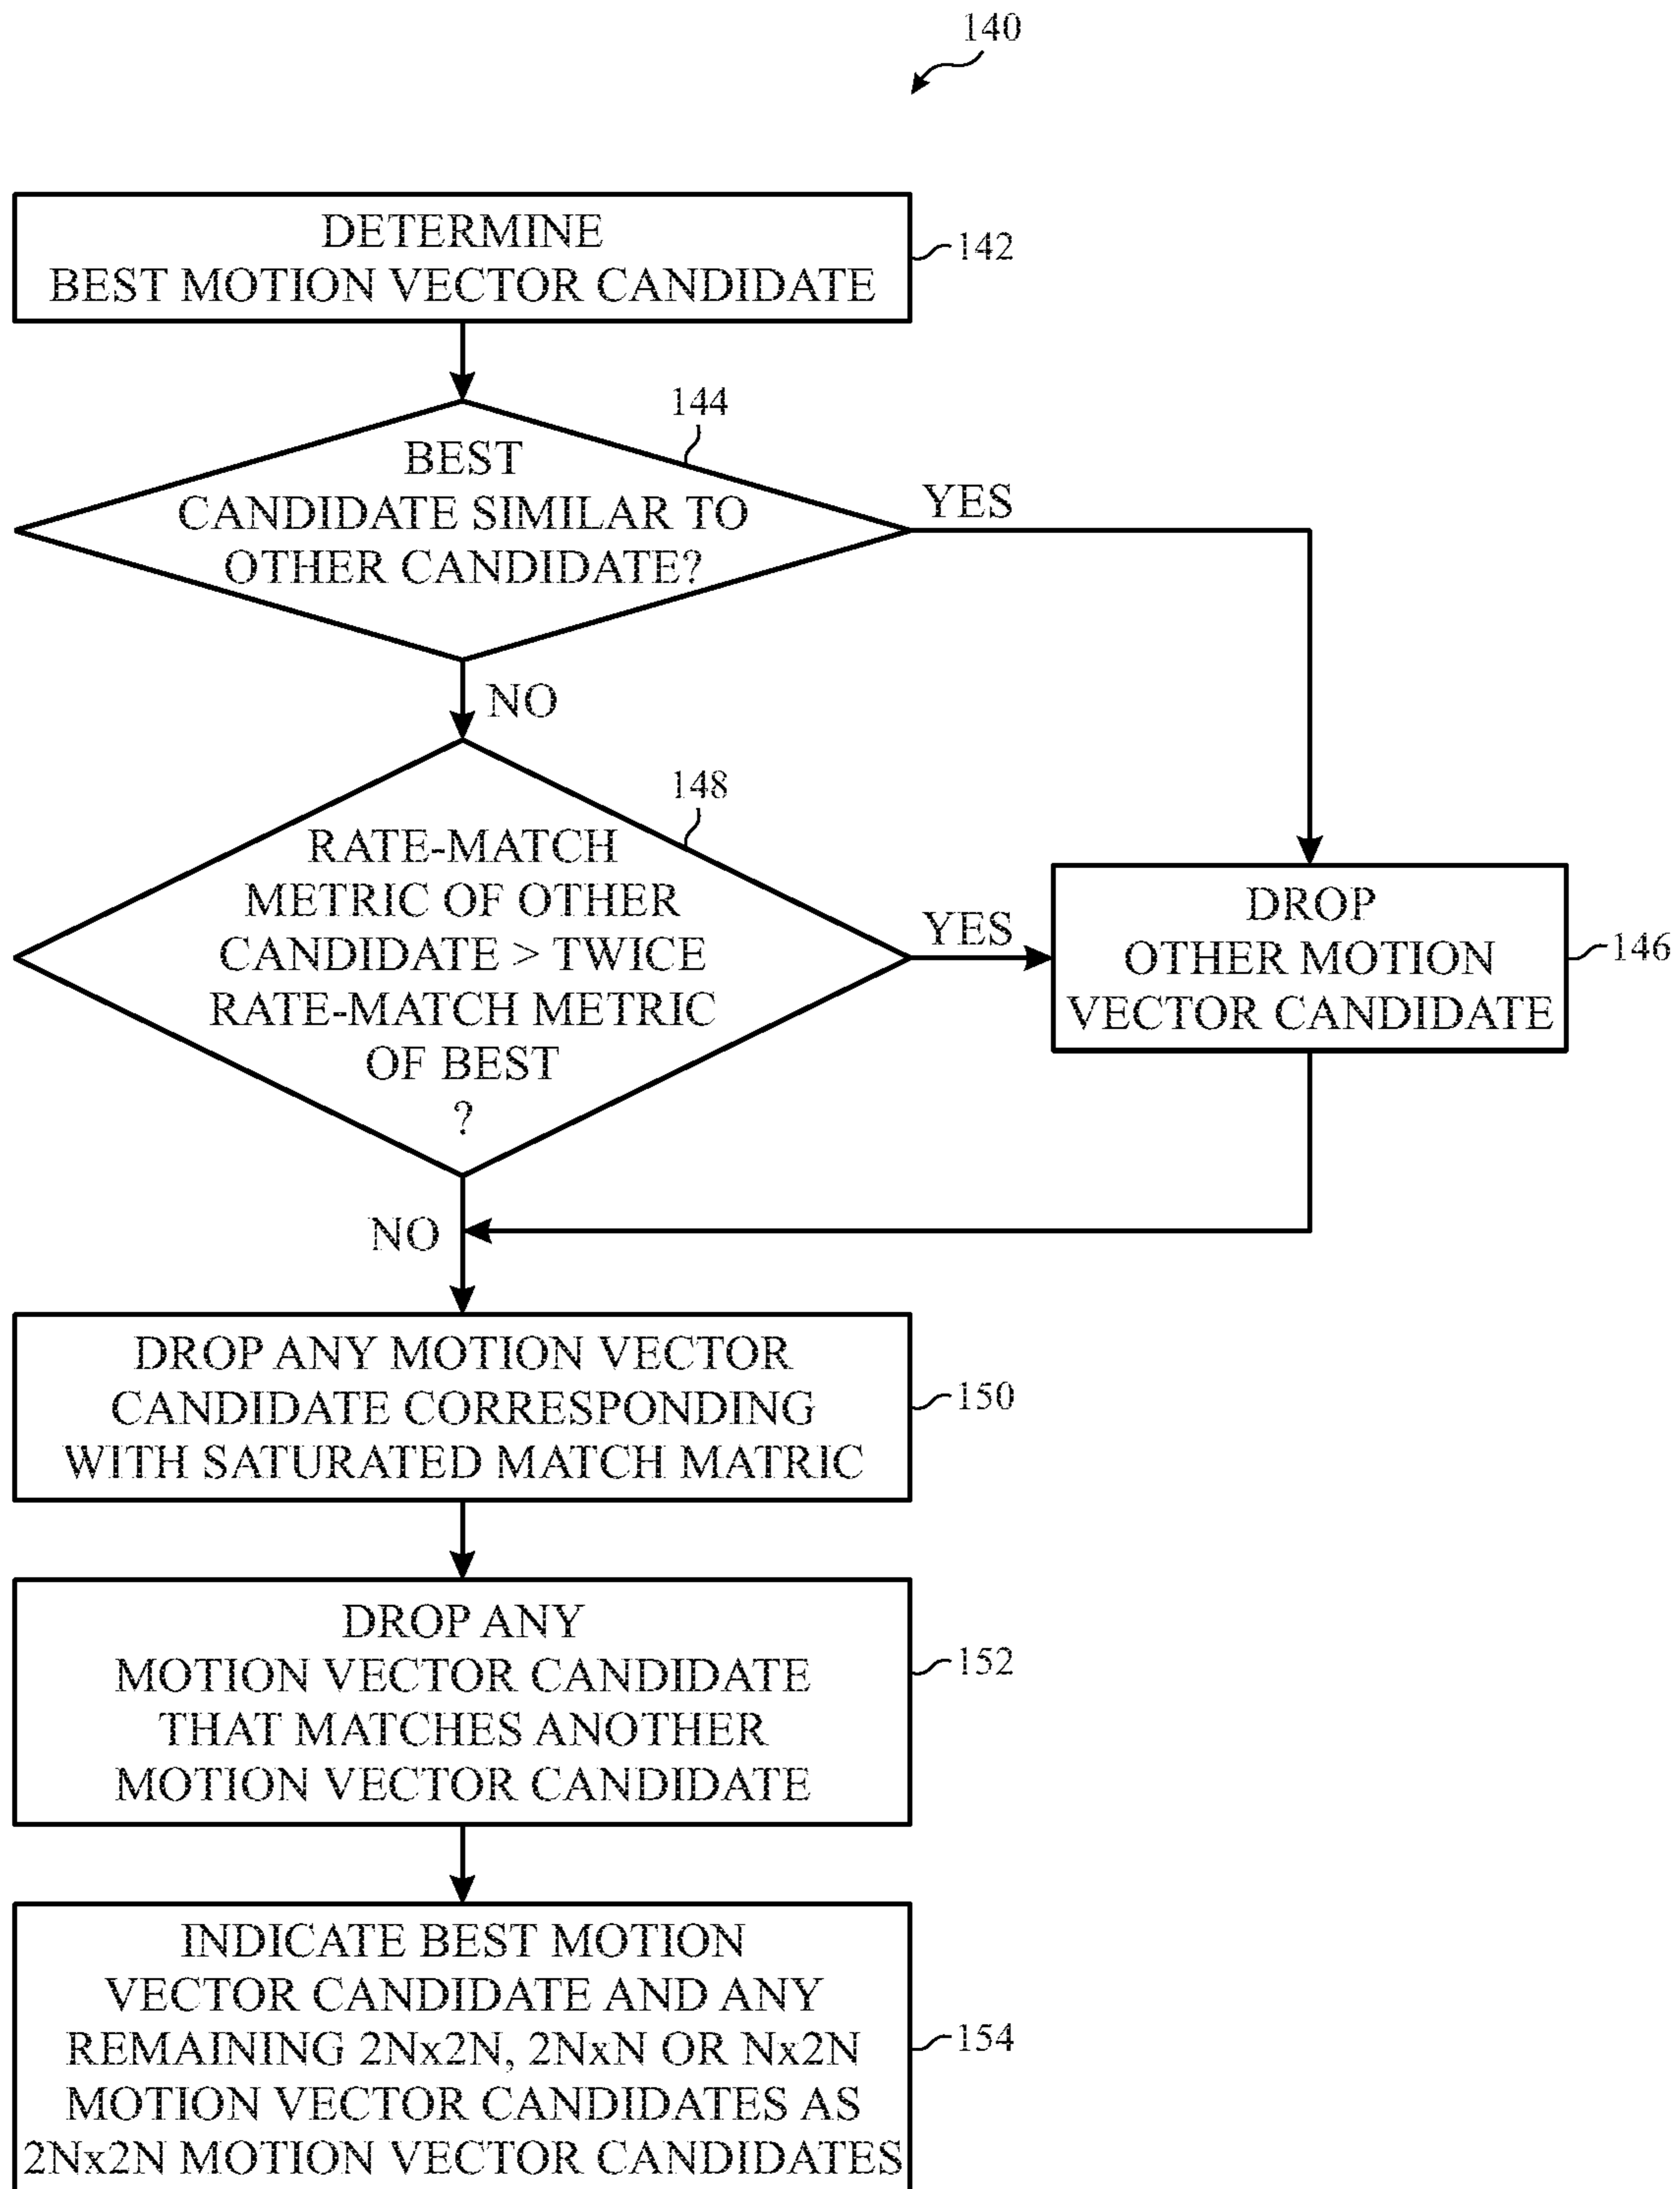 140
DETERMINE
BEST MOTION VECTOR CANDIDATE
142
144
BEST
CANDIDATE SIMILAR TO
OTHER CANDIDATE?
YES
NO
148
RATE-MATCH
METRIC OF OTHER
CANDIDATE > TWICE
RATE-MATCH METRIC
OF BEST
?
YES
DROP
OTHER MOTION
VECTOR CANDIDATE
146
NO
DROP ANY MOTION VECTOR
CANDIDATE CORRESPONDING
WITH SATURATED MATCH MATRIC
150
DROP ANY
MOTION VECTOR CANDIDATE
THAT MATCHES ANOTHER
MOTION VECTOR CANDIDATE
152
INDICATE BEST MOTION
VECTOR CANDIDATE AND ANY
REMAINING 2Nx2N, 2NxN OR Nx2N
MOTION VECTOR CANDIDATES AS
2Nx2N MOTION VECTOR CANDIDATES
154